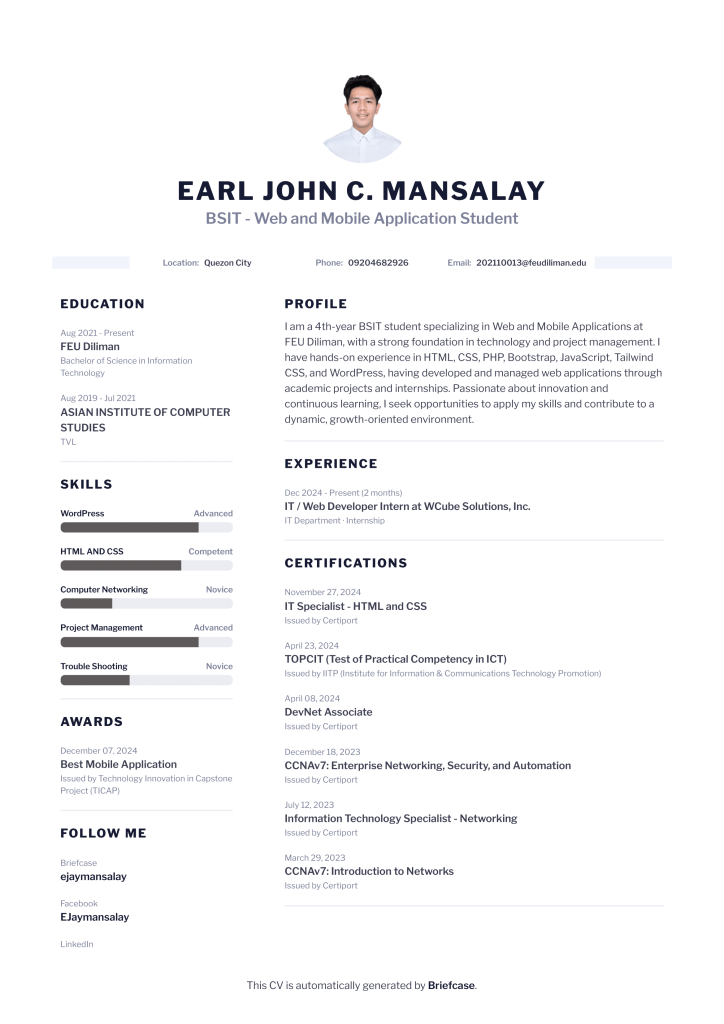 EARL JOHN C. MANSALAY
BSIT - Web and Mobile Application Student
Location: Quezon City
Phone: 09204682926
Email: 202110013@feudiliman.edu
EDUCATION
Aug 2021 - Present
FEU Diliman
Bachelor of Science in Information
Technology
Aug 2019 - Jul 2021
ASIAN INSTITUTE OF COMPUTER
STUDIES
TVL
SKILLS
WordPress Advanced
HTML AND CSS Competent
Computer Networking Novice
Project Management Advanced
Trouble Shooting Novice
AWARDS
December 07, 2024
Best Mobile Application
Issued by Technology Innovation in Capstone
Project (TICAP)
FOLLOW ME
Briefcase
ejaymansalay
Facebook
EJaymansalay
LinkedIn
PROFILE
I am a 4th-year BSIT student specializing in Web and Mobile Applications at
FEU Diliman, with a strong foundation in technology and project management. I
have hands-on experience in HTML, CSS, PHP, Bootstrap, JavaScript, Tailwind
CSS, and WordPress, having developed and managed web applications through
academic projects and internships. Passionate about innovation and
continuous learning, I seek opportunities to apply my skills and contribute to a
dynamic, growth-oriented environment.
EXPERIENCE
Dec 2024 - Present (2 months)
IT / Web Developer Intern at WCube Solutions, Inc.
IT Department · Internship
CERTIFICATIONS
November 27, 2024
IT Specialist - HTML and CSS
Issued by Certiport
April 23, 2024
TOPCIT (Test of Practical Competency in ICT)
Issued by IITP (Institute for Information & Communications Technology Promotion)
April 08, 2024
DevNet Associate
Issued by Certiport
December 18, 2023
CCNAv7: Enterprise Networking, Security, and Automation
Issued by Certiport
July 12, 2023
Information Technology Specialist - Networking
Issued by Certiport
March 29, 2023
CCNAv7: Introduction to Networks
Issued by Certiport
This CV is automatically generated by Briefcase.